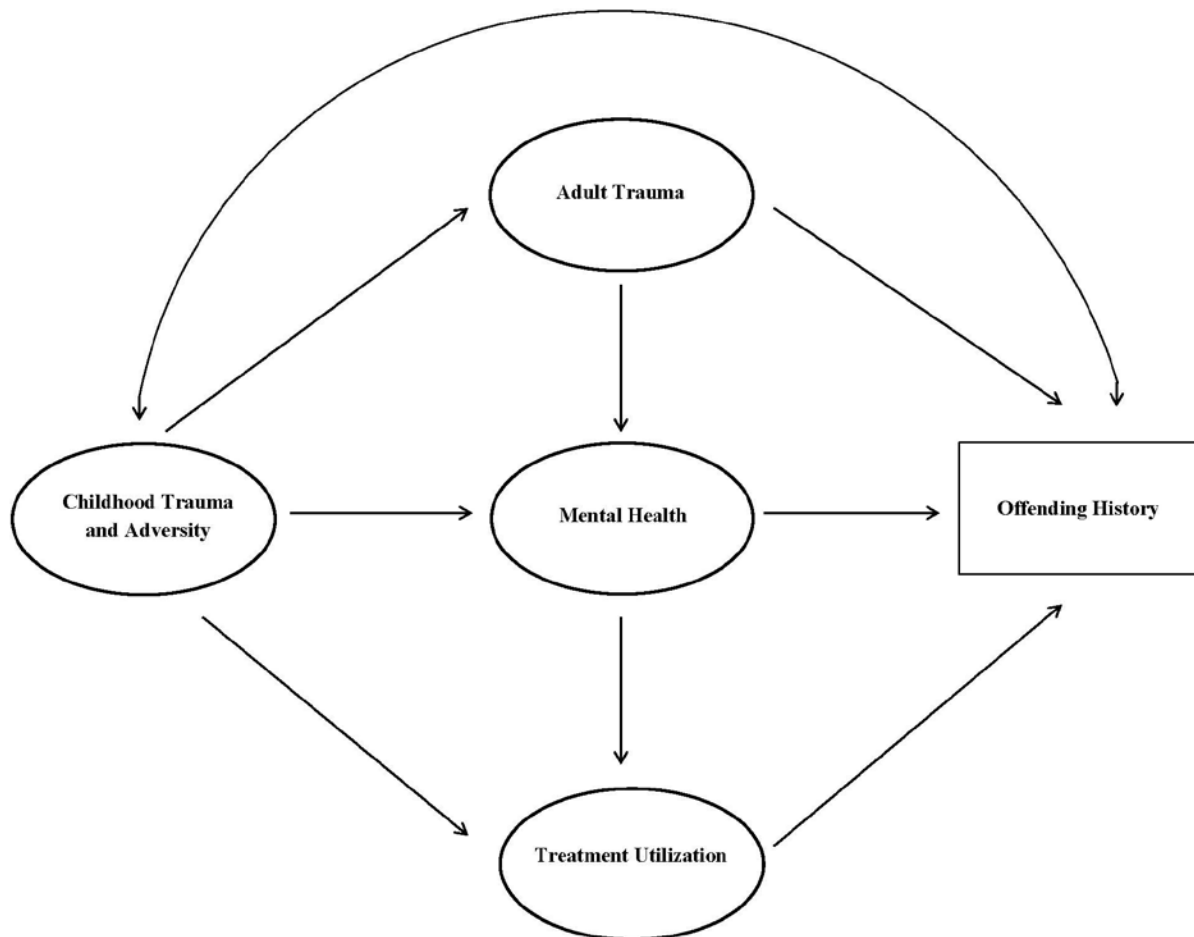 Adult Trauma
Childhood Trauma
and Adversity
Mental Health
Offending History
Treatment Utilization